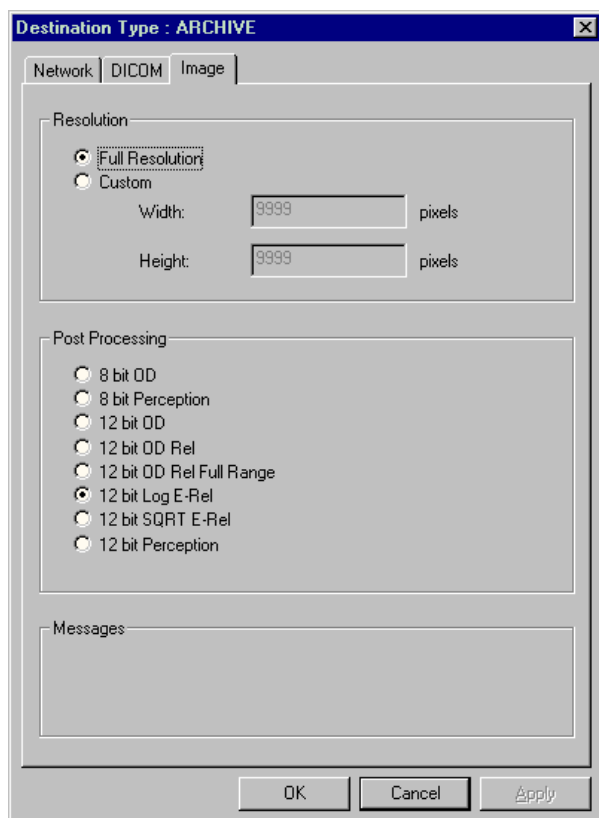 Destination Type : ARCHIVE
Network DICOM Image
Resolution
Full Resolution
Custom
Width: 9999 pixels
Height: 9999 pixels
Post Processing
8 bit OD
8 bit Perception
12 bit OD
12 bit OD Rel
12 bit OD Rel Full Range
12 bit Log E-Rel
12 bit SQRT E-Rel
12 bit Perception
Messages
OK Cancel Apply